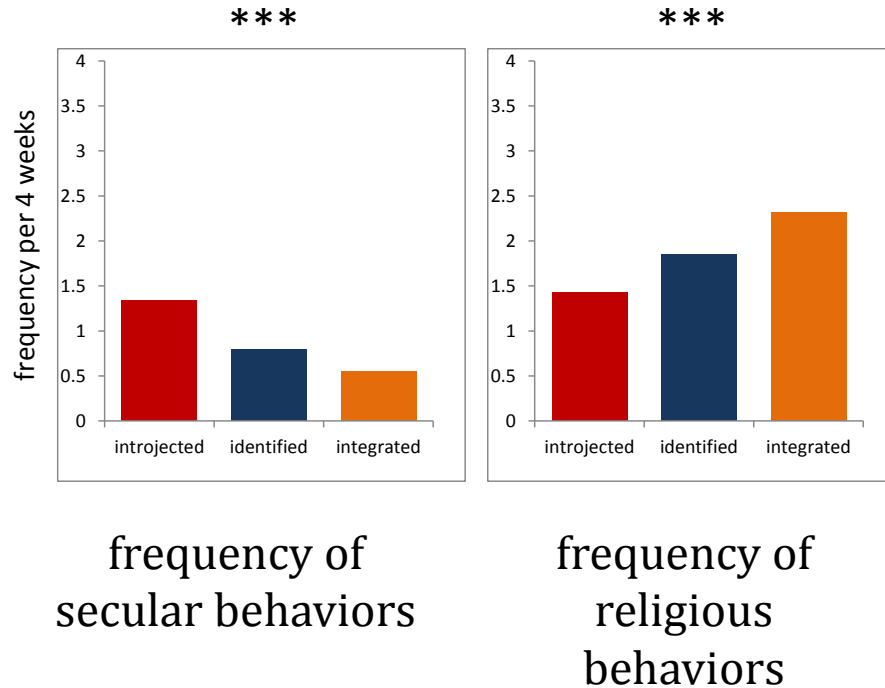 ***
***
frequency per 4 weeks
4
3.5
3
2.5
2
1.5
1
0.5
0
introjected identified integrated
4
3.5
3
2.5
2
1.5
1
0.5
0
introjected identified integrated
frequency of
secular behaviors
frequency of
religious
behaviors